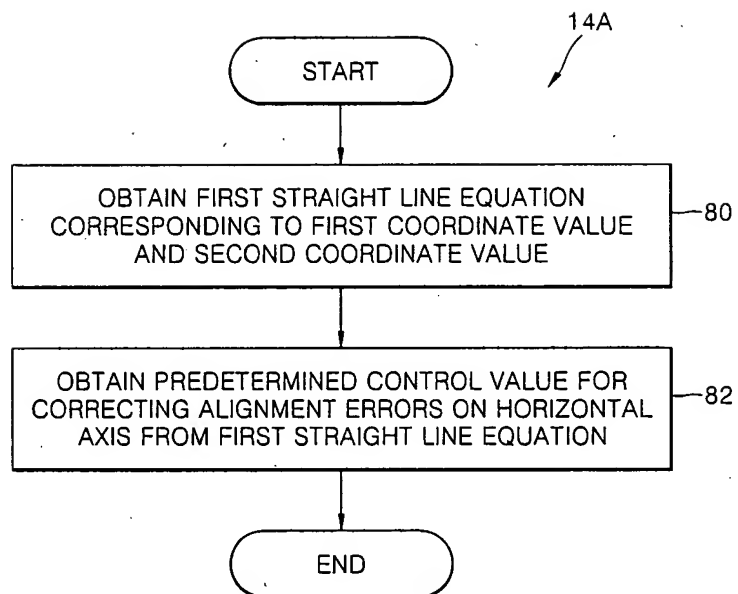 14A
START
OBTAIN FIRST STRAIGHT LINE EQUATION
CORRESPONDING TO FIRST COORDINATE VALUE
AND SECOND COORDINATE VALUE
80
OBTAIN PREDETERMINED CONTROL VALUE FOR
CORRECTING ALIGNMENT ERRORS ON HORIZONTAL
AXIS FROM FIRST STRAIGHT LINE EQUATION
82
END